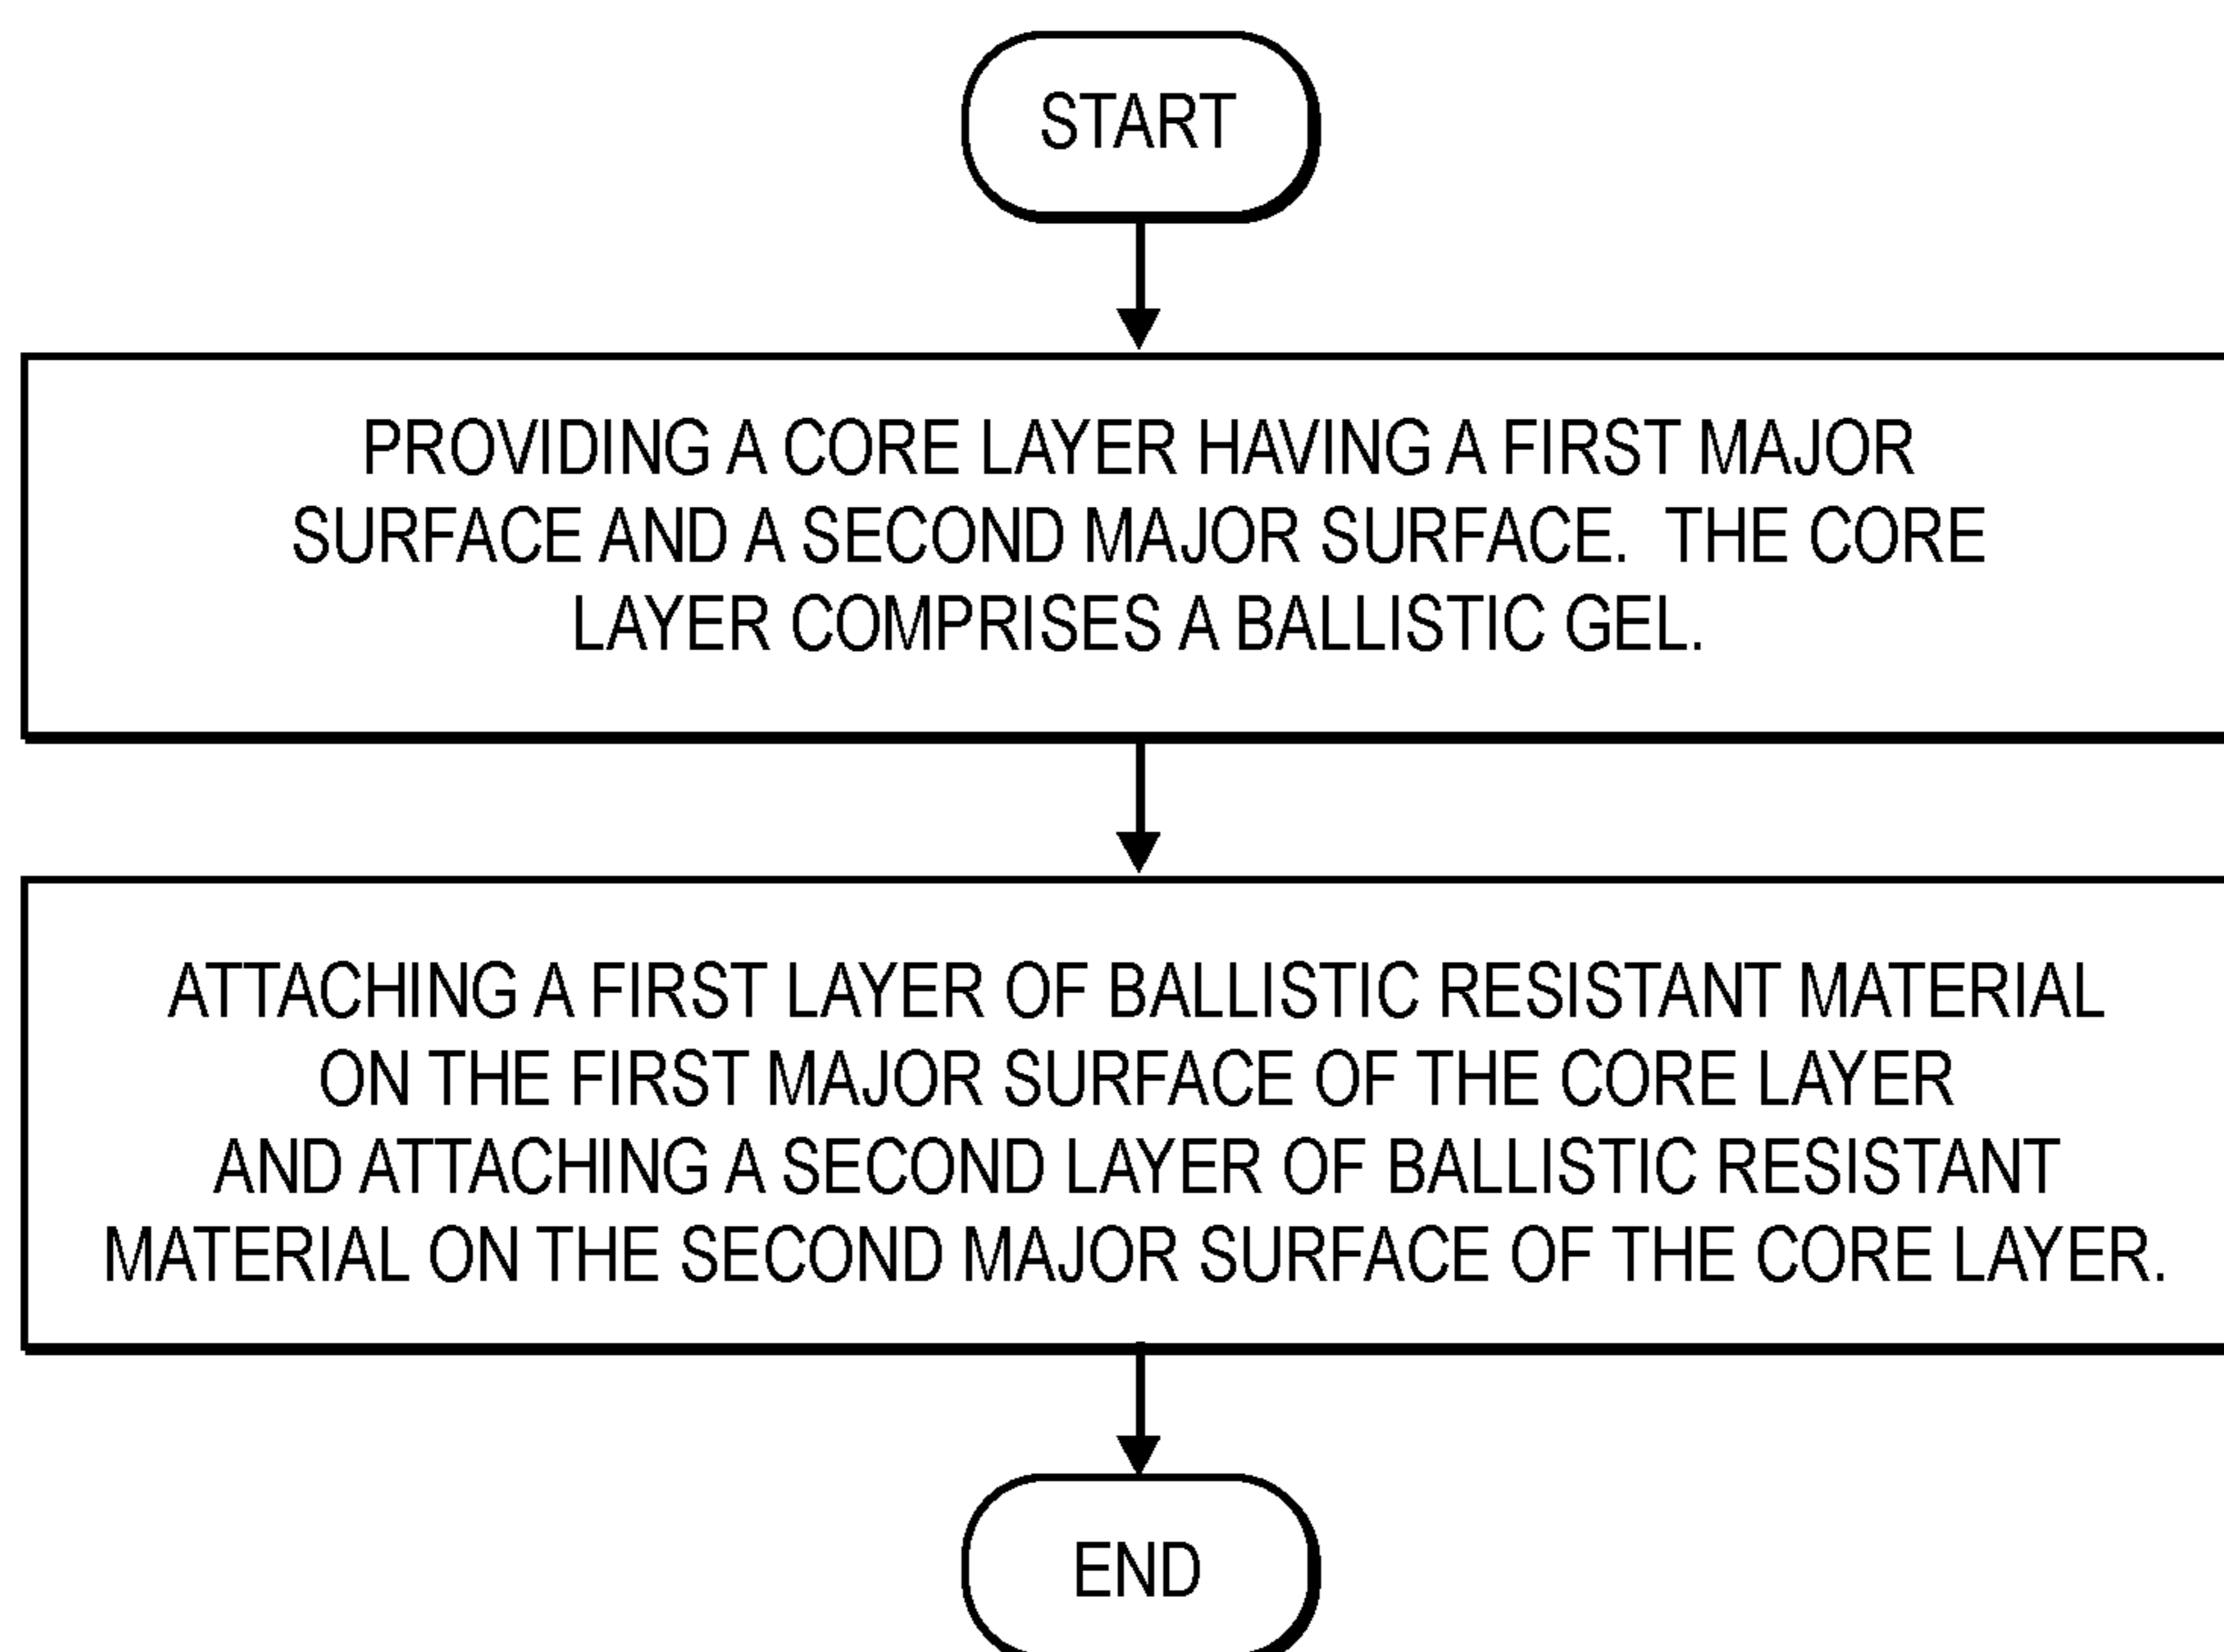 START
PROVIDING A CORE LAYER HAVING A FIRST MAJOR
SURFACE AND A SECOND MAJOR SURFACE.  THE CORE
LAYER COMPRISES A BALLISTIC GEL.
ATTACHING A FIRST LAYER OF BALLISTIC RESISTANT MATERIAL
ON THE FIRST MAJOR SURFACE OF THE CORE LAYER
AND ATTACHING A SECOND LAYER OF BALLISTIC RESISTANT
MATERIAL ON THE SECOND MAJOR SURFACE OF THE CORE LAYER.
END